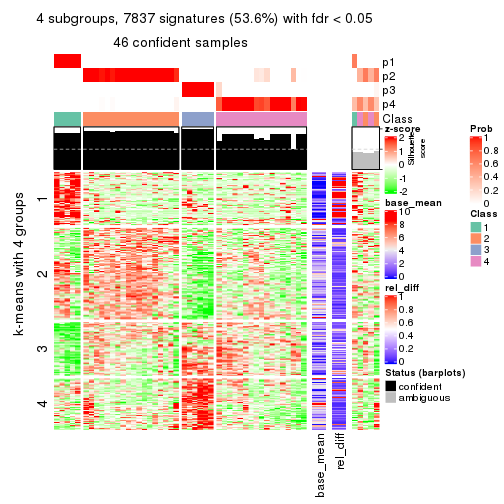 4 subgroups, 7837 signatures (53.6%) with fdr < 0.05
46 confident samples
p1
p2
p3
p4
Class
Silhouette
score
k-means with 4 groups
1
2
3
4
base_mean
rel_diff
z-score
2
1
0
-1
-2
base_mean
10
8
6
4
2
0
rel_diff
1
0.8
0.6
0.4
0.2
0
Status (barplots)
confident
ambiguous
Prob
1
0.8
0.6
0.4
0.2
0
Class
1
2
3
4